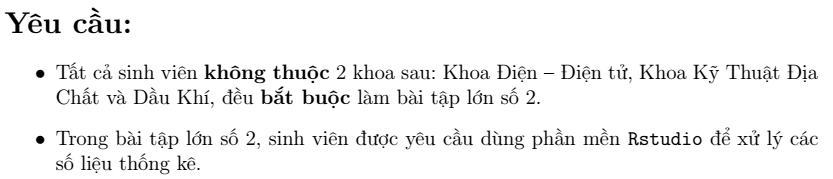 Yêu cầu:
• Tất cả sinh viên không thuộc 2 khoa sau: Khoa Điện – Điện tử, Khoa Kỹ Thuật Địa
Chất và Dầu Khí, đều bắt buộc làm bài tập lớn số 2.
• Trong bài tập lớn số 2, sinh viên được yêu cầu dùng phần mền Rstudio để xử lý các
số liệu thống kê.